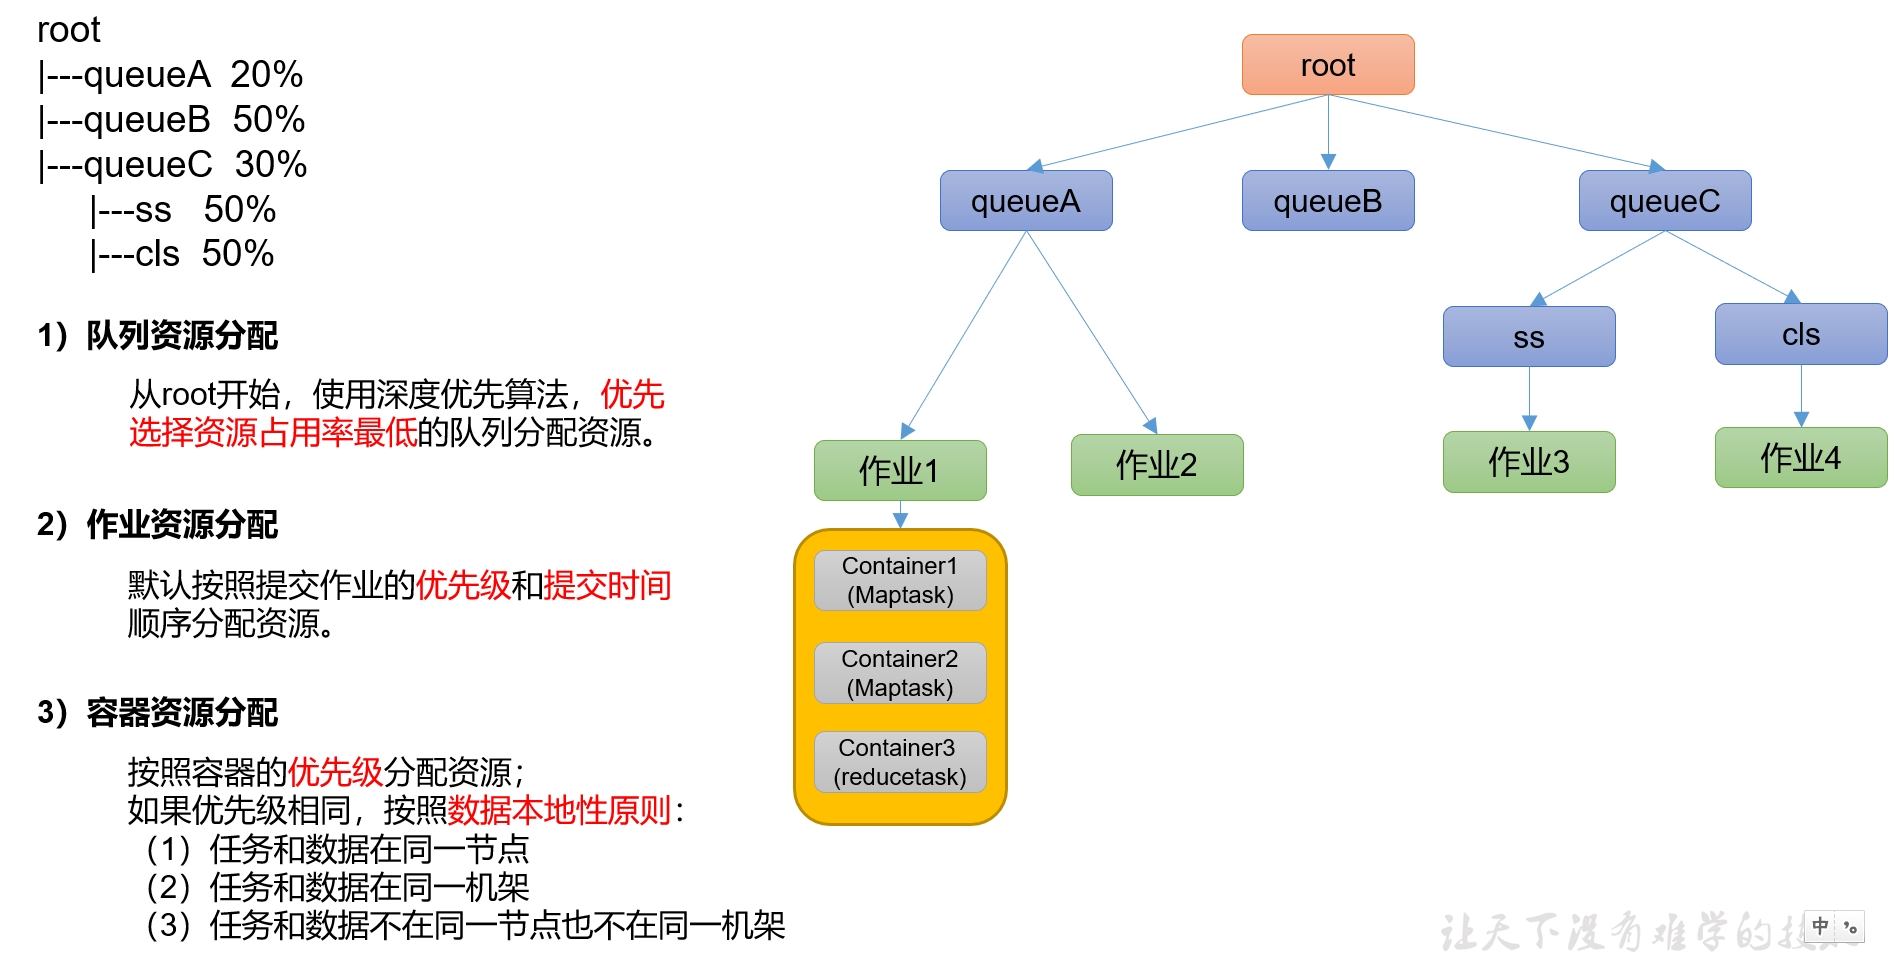 root
|---queueA 20%
|---queueB 50%
|---queueC 30%
|---ss 50%
|---cls 50%
1）队列资源分配
从root开始，使用深度优先算法，优先
选择资源占用率最低的队列分配资源。
2）作业资源分配
默认按照提交作业的优先级和提交时间
顺序分配资源。
3）容器资源分配
按照容器的优先级分配资源；
如果优先级相同，按照数据本地性原则：
（1）任务和数据在同一节点
（2）任务和数据在同一机架
（3）任务和数据不在同一节点也不在同一机架
root
queueA
queueB
queueC
ss
cls
作业1
作业2
作业3
作业4
Container1
(Maptask)
Container2
(Maptask)
Container3
(reducetask)
让天下没有难学的技
中 °，